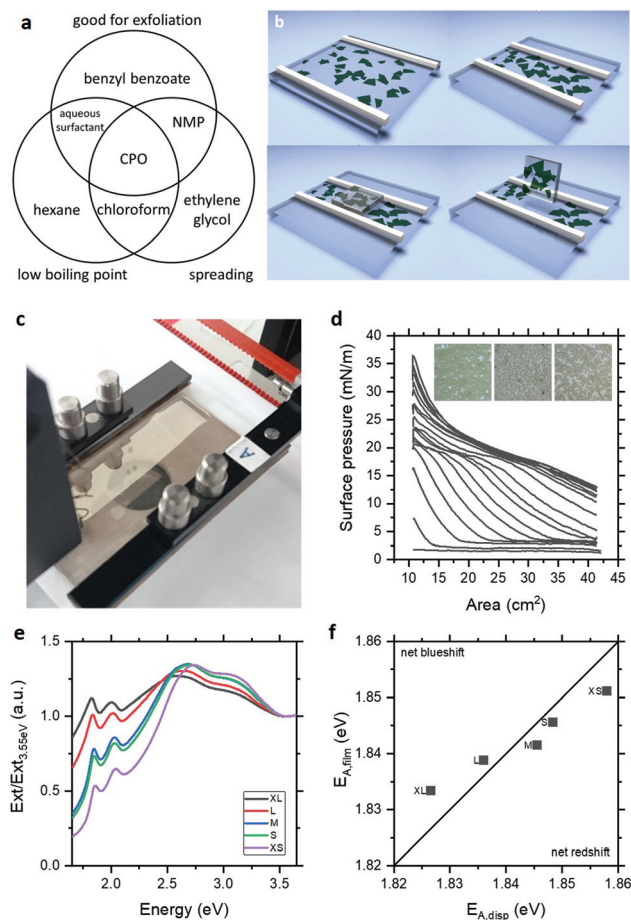 a
good for exfoliation
benzyl benzoate
aqueous
surfactant
NMP
CPO
hexane
chloroform
ethylene
glycol
low boiling point
spreading
b
c
A
d
Surface pressure (mN/m)
40
35
30
25
20
15
10
5
0
5 10 15 20 25 30 35 40 45
Area (cm²)
e
Ext/Ext3.55eV (a.u.)
1.5
1.0
0.5
0.0
XL
L
M
S
XS
2.0 2.5 3.0 3.5
Energy (eV)
f
EA,film (eV)
1.86
1.85
1.84
1.83
1.82
net blueshift
XS
S
M
L
XL
net redshift
1.82 1.83 1.84 1.85 1.86
EA,disp (eV)